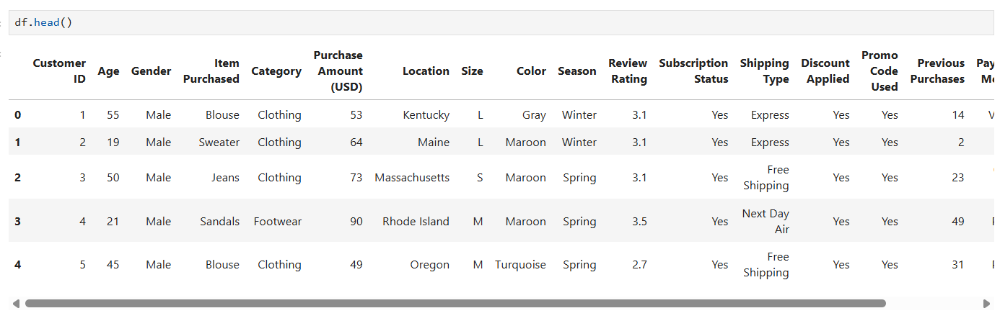 df.head()
Customer ID Age Gender Item Purchased Category Purchase Amount (USD) Location Size Color Season Review Rating Subscription Status Shipping Type Discount Applied Promo Code Used Previous Purchases
0 1 55 Male Blouse Clothing 53 Kentucky L Gray Winter 3.1 Yes Express Yes Yes 14
1 2 19 Male Sweater Clothing 64 Maine L Maroon Winter 3.1 Yes Express Yes Yes 2
2 3 50 Male Jeans Clothing 73 Massachusetts S Maroon Spring 3.1 Yes Free Shipping Yes Yes 23
3 4 21 Male Sandals Footwear 90 Rhode Island M Maroon Spring 3.5 Yes Next Day Air Yes Yes 49
4 5 45 Male Blouse Clothing 49 Oregon M Turquoise Spring 2.7 Yes Free Shipping Yes Yes 31